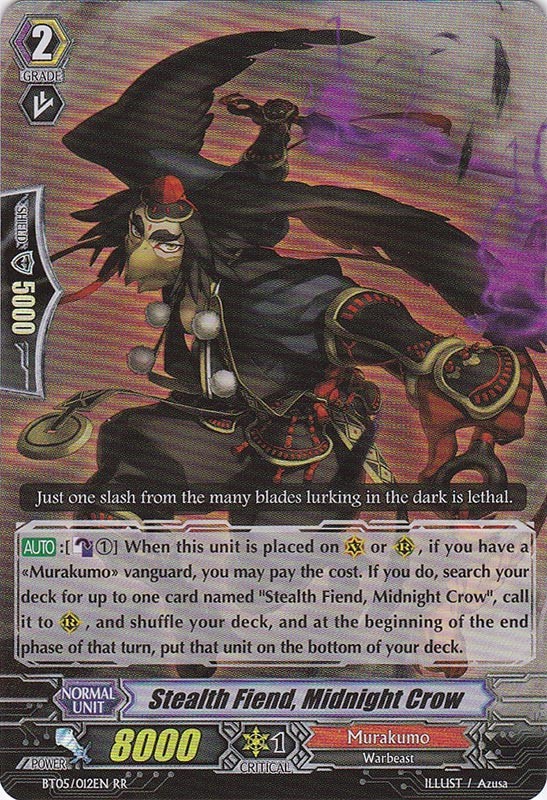 2
GRADE
SHIELD
5000
Just one slash from the many blades lurking in the dark is lethal.
AUTO :[ ①] When this unit is placed on or , if you have a
«Murakumo» vanguard, you may pay the cost. If you do, search your
deck for up to one card named "Stealth Fiend, Midnight Crow", call
it to , and shuffle your deck, and at the beginning of the end
phase of that turn, put that unit on the bottom of your deck.
NORMAL
UNIT
Stealth Fiend, Midnight Crow
POWER
8000
1
CRITICAL
Murakumo
Warbeast
BT05/012EN RR
ILLUST / Azusa